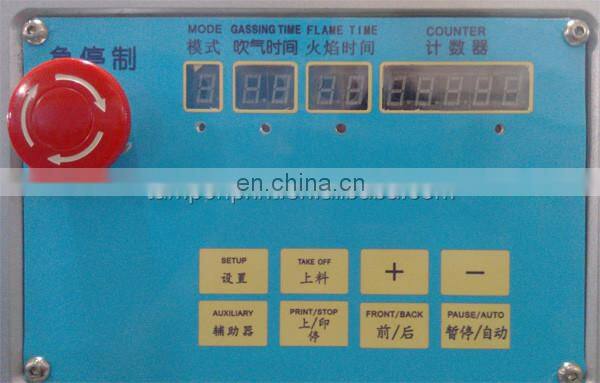 MODE GASSING TIME FLAME TIME COUNTER
模式 吹气时间 火焰时间 计数器
急停制
en.china.cn
SETUP TAKE OFF
设置 上料 + -
AUXILIARY PRINT/STOP FRONT/BACK PAUSE/AUTO
辅助器 上/印 前/后 暂停/自动
停